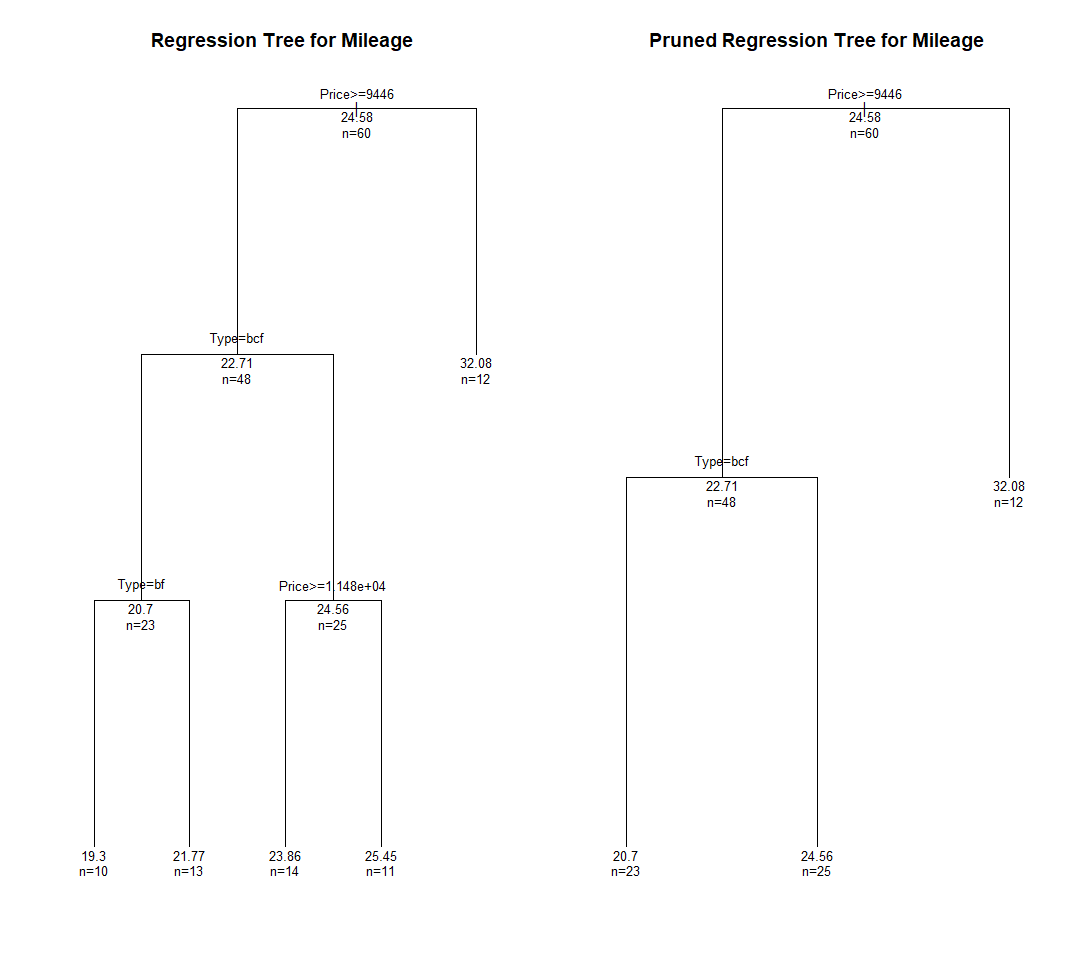 Regression Tree for Mileage
Price>=9446
24.58
n=60
Type=bcf
22.71
n=48
32.08
n=12
Type=bf
20.7
n=23
Price>=1.148e+04
24.56
n=25
19.3
n=10
21.77
n=13
23.86
n=14
25.45
n=11
Pruned Regression Tree for Mileage
Price>=9446
24.58
n=60
Type=bcf
22.71
n=48
32.08
n=12
20.7
n=23
24.56
n=25